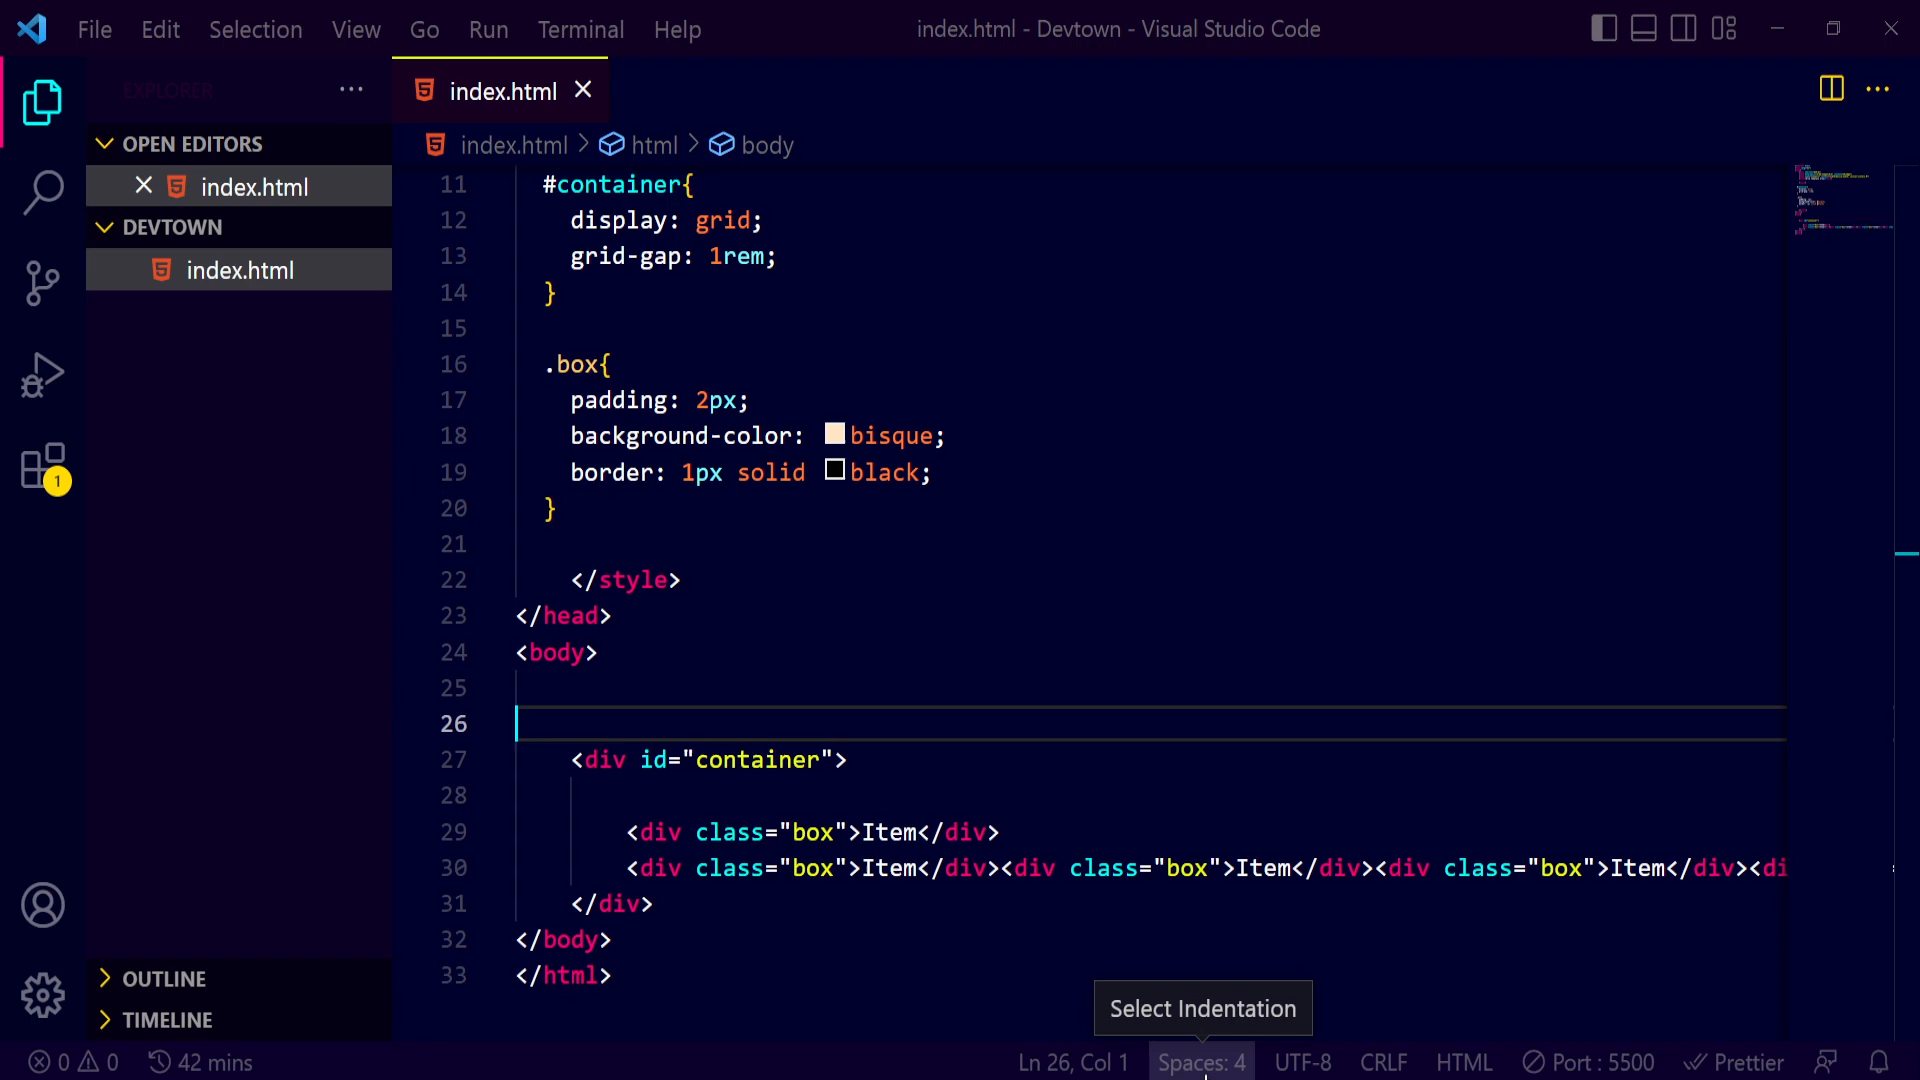 File Edit Selection View Go Run Terminal Help
index.html - Devtown - Visual Studio Code
EXPLORER
OPEN EDITORS
index.html
DEVTOWN
index.html
OUTLINE
TIMELINE
1
index.html
index.html > html > body
11 #container{
12 display: grid;
13 grid-gap: 1rem;
14 }
15
16 .box{
17 padding: 2px;
18 background-color: bisque;
19 border: 1px solid black;
20 }
21
22 </style>
23 </head>
24 <body>
25
26
27 <div id="container">
28
29 <div class="box">Item</div>
30 <div class="box">Item</div><div class="box">Item</div><div class="box">Item</div><di
31 </div>
32 </body>
33 </html>
Select Indentation
0 0 42 mins Ln 26, Col 1 Spaces: 4 UTF-8 CRLF HTML Port : 5500 Prettier